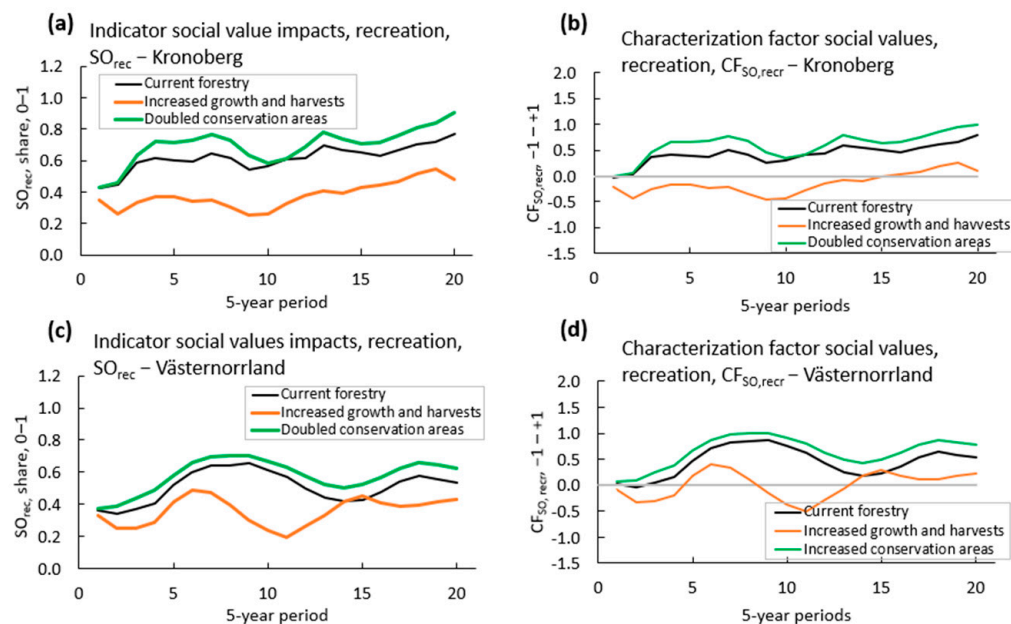 (a)
Indicator social value impacts, recreation,
SOrec – Kronoberg
SOrec, share, 0–1
1.2
1.0
0.8
0.6
0.4
0.2
0.0
Current forestry
Increased growth and harvests
Doubled conservation areas
0
5
10
15
20
5-year period
(b)
Characterization factor social values,
recreation, CFSO,recr – Kronoberg
CFSO,recr -1 – +1
2.0
1.5
1.0
0.5
0.0
-0.5
-1.0
-1.5
Current forestry
Increased growth and havvests
Doubled conservation areas
0
5
10
15
20
5-year periods
(c)
Indicator social values impacts, recreation,
SOrec – Västernorrland
SOrec, share, 0–1
1.2
1.0
0.8
0.6
0.4
0.2
0.0
Current forestry
Increased growth and harvests
Doubled conservation areas
0
5
10
15
20
5-year period
(d)
Characterization factor social values,
recreation, CFSO,recr – Västernorrland
CFSO,recr -1 – +1
2.0
1.5
1.0
0.5
0.0
-0.5
-1.0
-1.5
Current forestry
Increased growth and harvests
Increased conservation areas
0
5
10
15
20
5-year periods